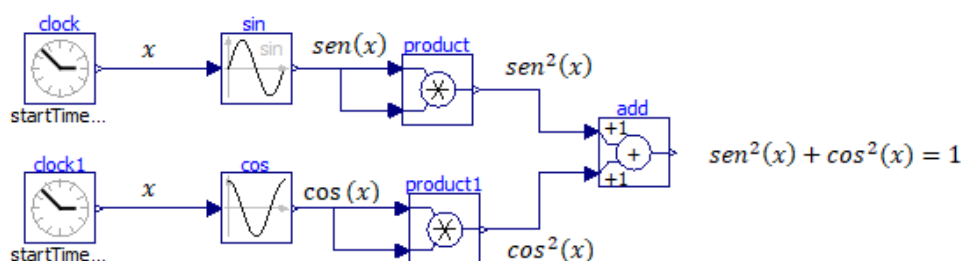 clock
x
sin
sin
sen(x)
product
sen²(x)
startTime...
add
+1
+
+1
sen²(x) + cos²(x) = 1
clock1
x
cos
cos(x)
product1
cos²(x)
startTime...